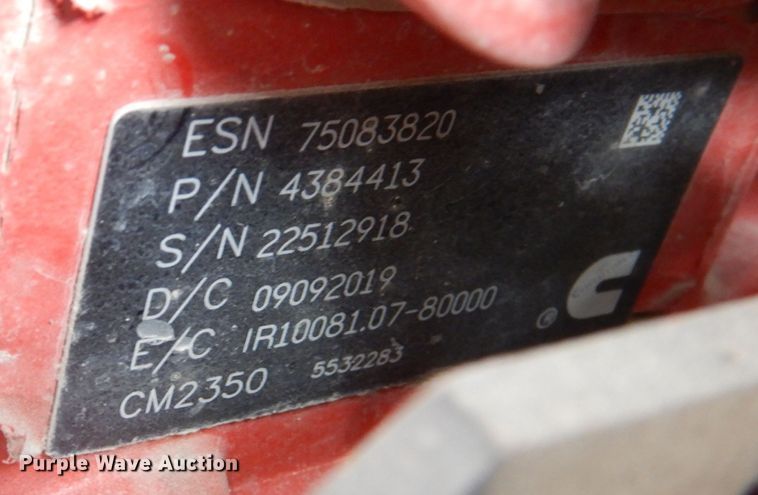 ESN 75083820
P/N 4384413
S/N 22512918
D/C 09092019
E/C IR10081.07-80000
CM2350 5532283
®
Purple Wave Auction